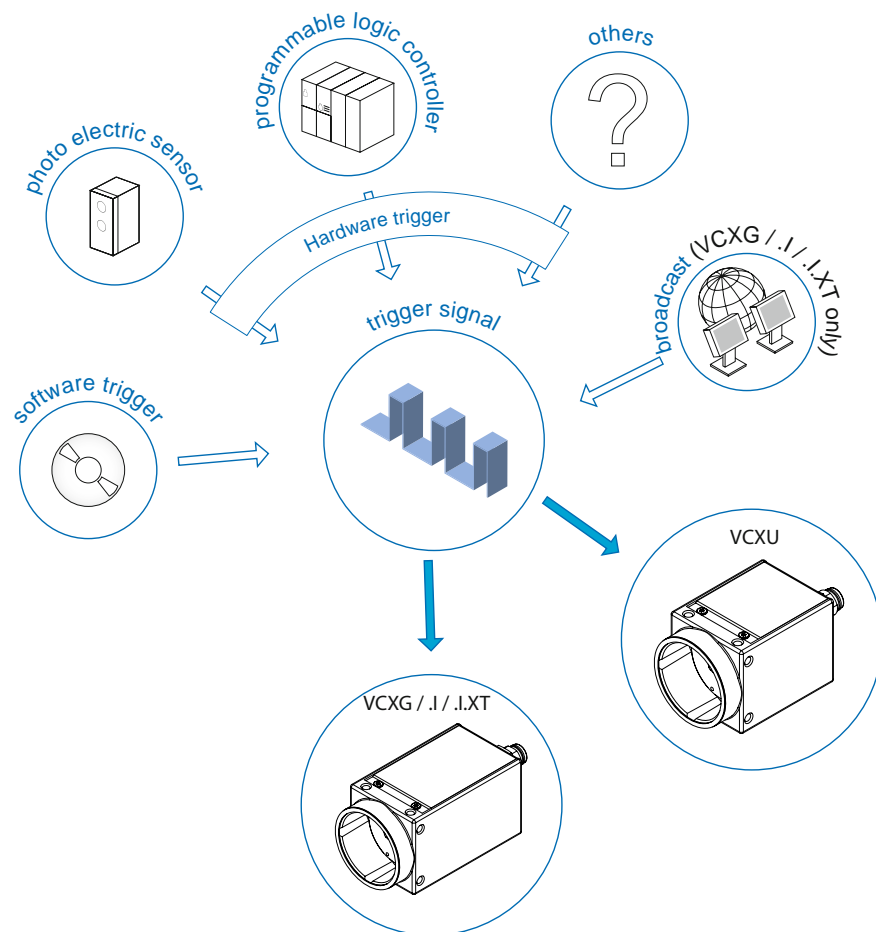 programmable logic controller
others
photo electric sensor
Hardware trigger
broadcast (VCXG / .I / .I.XT only)
trigger signal
software trigger
VCXU
VCXG / .I / .I.XT